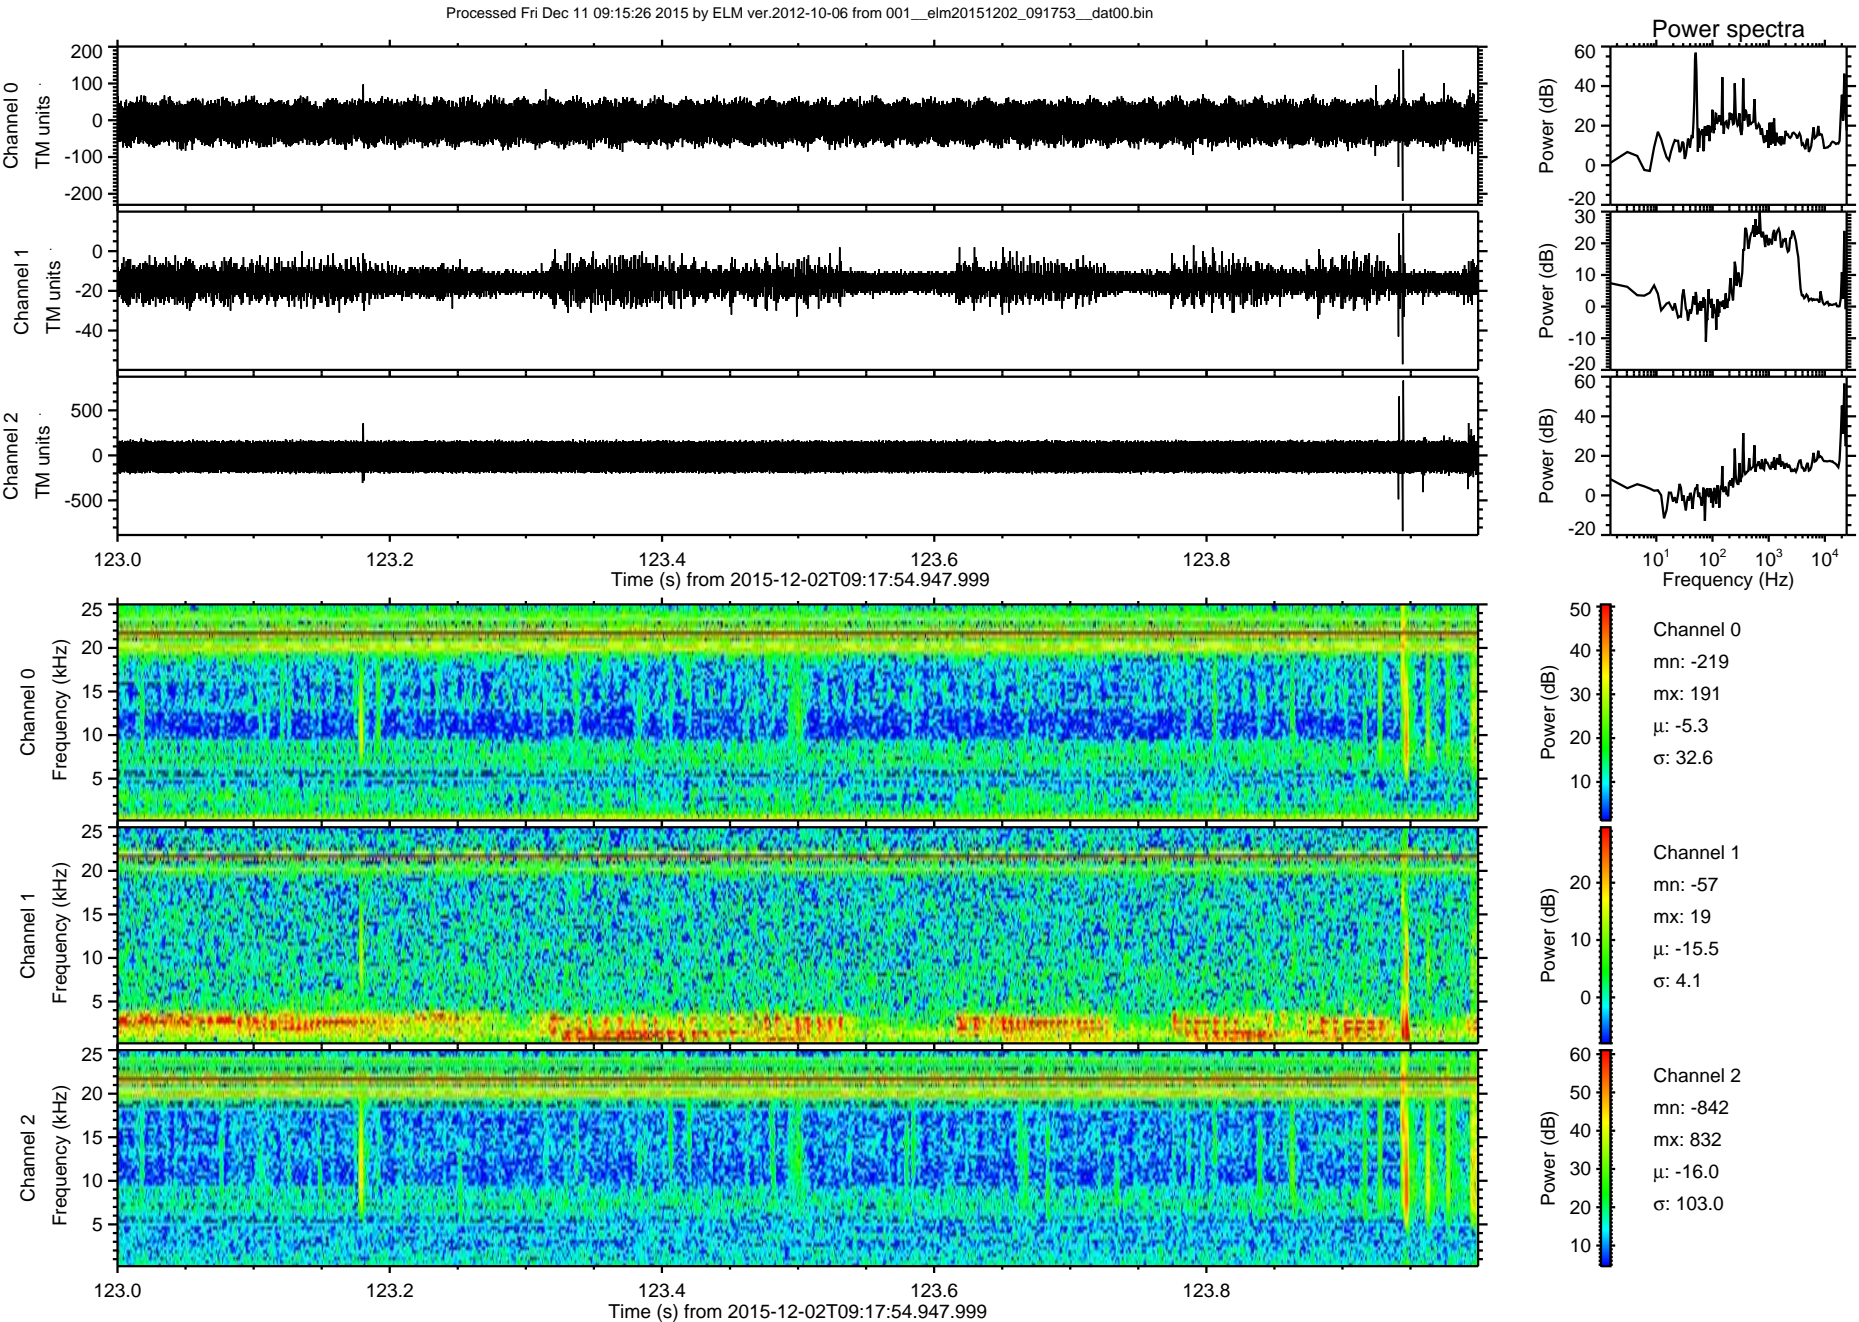 Processed Fri Dec 11 09:15:26 2015 by ELM ver.2012-10-06 from 001__elm20151202_091753__dat00.bin
Power spectra
Channel 0
TM units
200
100
0
-100
-200
Power (dB)
60
40
20
0
-20
Channel 1
TM units
0
-20
-40
Power (dB)
30
20
10
0
-10
-20
Channel 2
TM units
500
0
-500
Power (dB)
60
40
20
0
-20
123.0 123.2 123.4 123.6 123.8
Time (s) from 2015-12-02T09:17:54.947.999
10¹ 10² 10³ 10⁴
Frequency (Hz)
Channel 0
Frequency (kHz)
25
20
15
10
5
Power (dB)
50
40
30
20
10
Channel 0
mn: -219
mx: 191
μ: -5.3
σ: 32.6
Channel 1
Frequency (kHz)
25
20
15
10
5
Power (dB)
20
10
0
Channel 1
mn: -57
mx: 19
μ: -15.5
σ: 4.1
Channel 2
Frequency (kHz)
25
20
15
10
5
Power (dB)
60
50
40
30
20
10
Channel 2
mn: -842
mx: 832
μ: -16.0
σ: 103.0
123.0 123.2 123.4 123.6 123.8
Time (s) from 2015-12-02T09:17:54.947.999